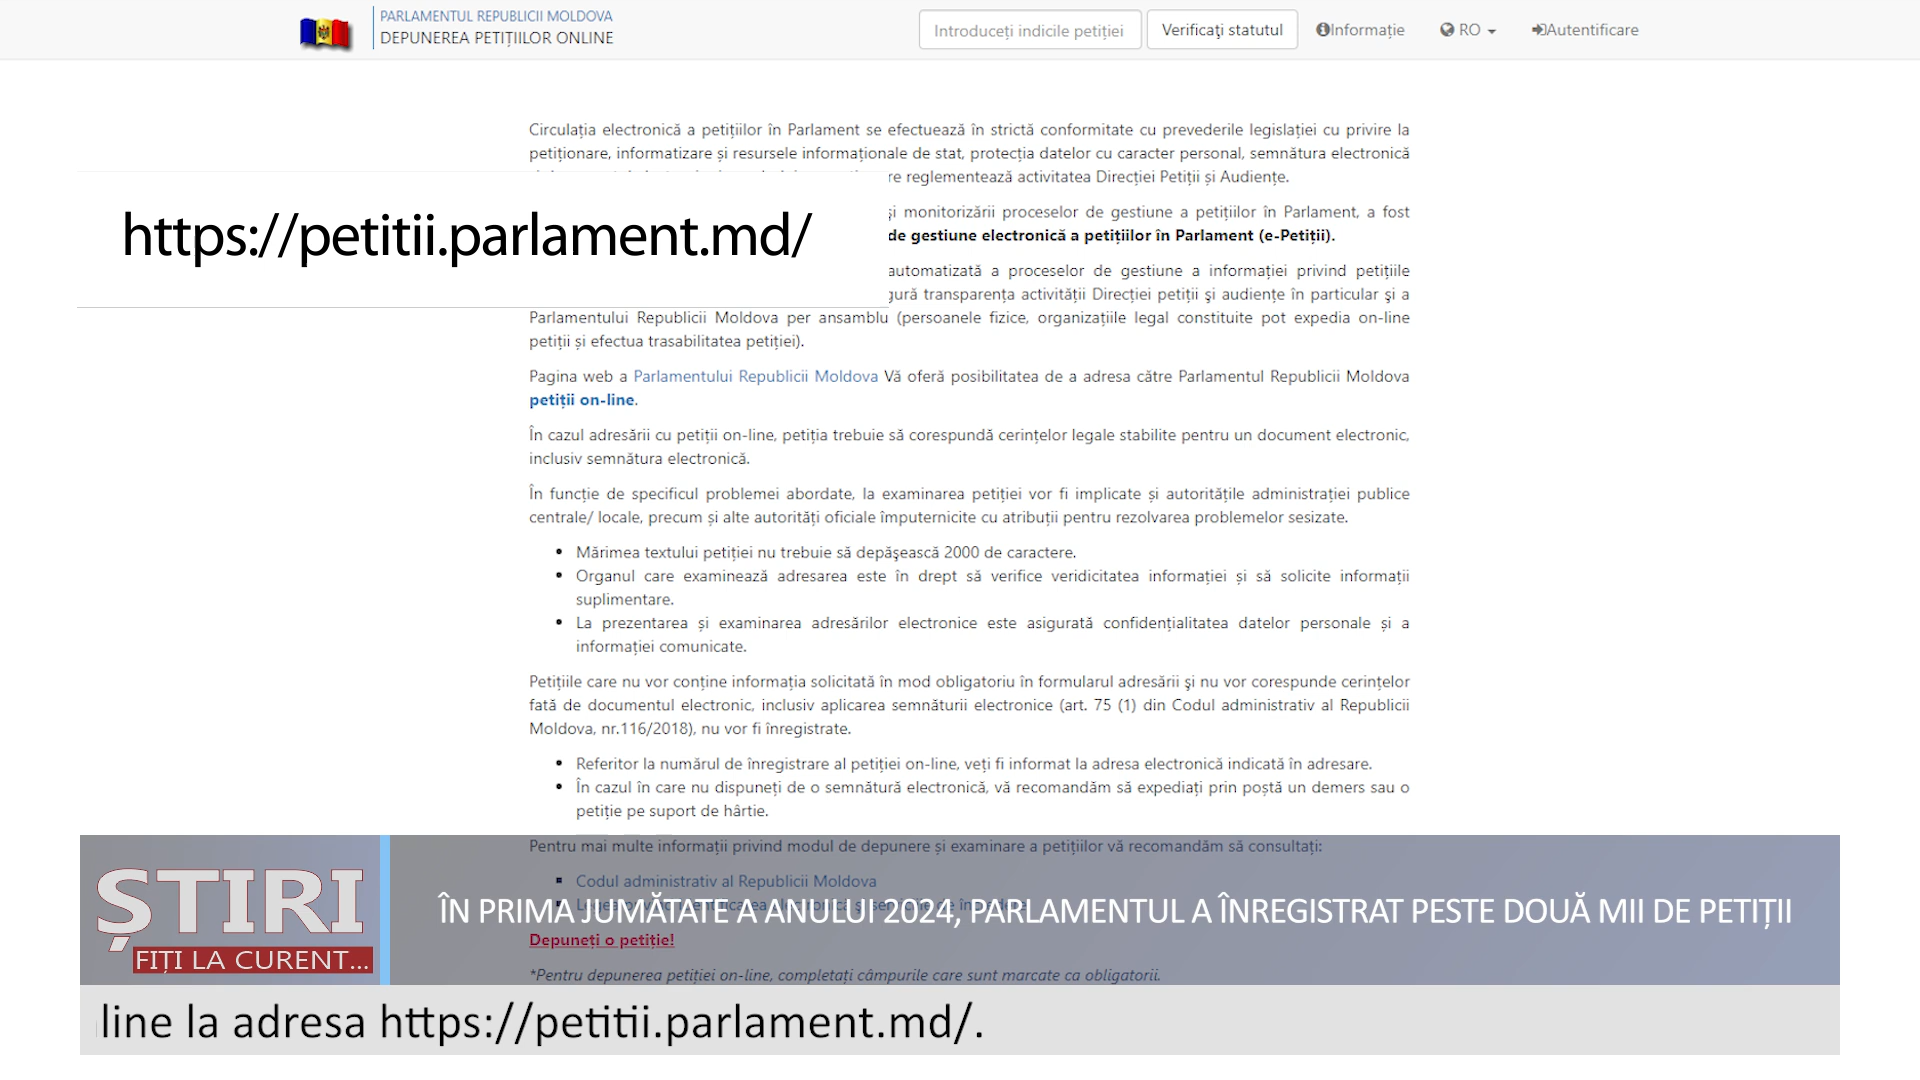 PARLAMENTUL REPUBLICII MOLDOVA
DEPUNEREA PETIȚIILOR ONLINE
Introduceți indicile petiției
Verificaţi statutul
Informație
RO
Autentificare
Circulația electronică a petițiilor în Parlament se efectuează în strictă conformitate cu prevederile legislației cu privire la
petiționare, informatizare și resursele informaționale de stat, protecția datelor cu caracter personal, semnătura electronică
re reglementează activitatea Direcției Petiții și Audiențe.
și monitorizării proceselor de gestiune a petițiilor în Parlament, a fost
de gestiune electronică a petițiilor în Parlament (e-Petiții).
https://petitii.parlament.md/
automatizată a proceselor de gestiune a informației privind petițiile
gură transparența activității Direcției petiții şi audiențe în particular şi a
Parlamentului Republicii Moldova per ansamblu (persoanele fizice, organizațiile legal constituite pot expedia on-line
petiții și efectua trasabilitatea petiției).
Pagina web a Parlamentului Republicii Moldova Vă oferă posibilitatea de a adresa către Parlamentul Republicii Moldova
petiții on-line.
În cazul adresării cu petiții on-line, petiția trebuie să corespundă cerințelor legale stabilite pentru un document electronic,
inclusiv semnătura electronică.
În funcție de specificul problemei abordate, la examinarea petiției vor fi implicate și autoritățile administrației publice
centrale/ locale, precum și alte autorități oficiale împuternicite cu atribuții pentru rezolvarea problemelor sesizate.
• Mărimea textului petiției nu trebuie să depăşească 2000 de caractere.
• Organul care examinează adresarea este în drept să verifice veridicitatea informației și să solicite informații
suplimentare.
• La prezentarea și examinarea adresărilor electronice este asigurată confidențialitatea datelor personale și a
informației comunicate.
Petițiile care nu vor conține informația solicitată în mod obligatoriu în formularul adresării şi nu vor corespunde cerințelor
fată de documentul electronic, inclusiv aplicarea semnăturii electronice (art. 75 (1) din Codul administrativ al Republicii
Moldova, nr.116/2018), nu vor fi înregistrate.
• Referitor la numărul de înregistrare al petiției on-line, veți fi informat la adresa electronică indicată în adresare.
• În cazul în care nu dispuneți de o semnătură electronică, vă recomandăm să expediați prin poștă un demers sau o
petiție pe suport de hârtie.
Pentru mai multe informații privind modul de depunere și examinare a petițiilor vă recomandăm să consultați:
Codul administrativ al Republicii Moldova
ȘTIRI
FIȚI LA CURENT...
ÎN PRIMA JUMĂTATE A ANULUI 2024, PARLAMENTUL A ÎNREGISTRAT PESTE DOUĂ MII DE PETIȚII
Depuneți o petiție!
*Pentru depunerea petiției on-line, completați câmpurile care sunt marcate ca obligatorii.
line la adresa https://petitii.parlament.md/.